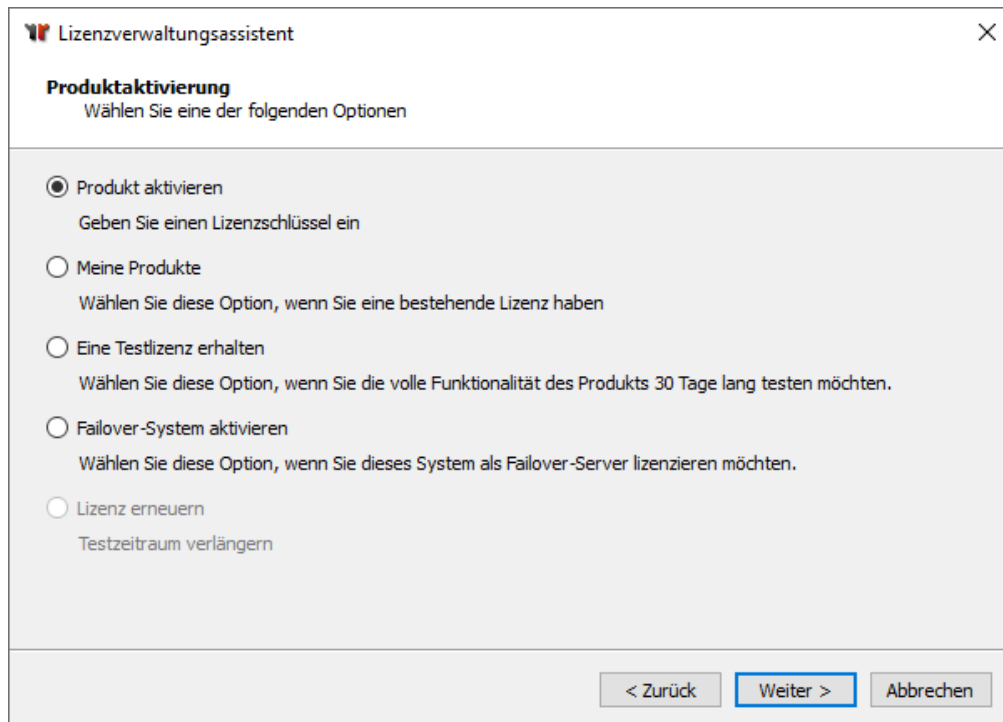 Lizenzverwaltungsassistent
Produktaktivierung
Wählen Sie eine der folgenden Optionen
Produkt aktivieren
Geben Sie einen Lizenzschlüssel ein
Meine Produkte
Wählen Sie diese Option, wenn Sie eine bestehende Lizenz haben
Eine Testlizenz erhalten
Wählen Sie diese Option, wenn Sie die volle Funktionalität des Produkts 30 Tage lang testen möchten.
Failover-System aktivieren
Wählen Sie diese Option, wenn Sie dieses System als Failover-Server lizenzieren möchten.
Lizenz erneuern
Testzeitraum verlängern
< Zurück Weiter > Abbrechen